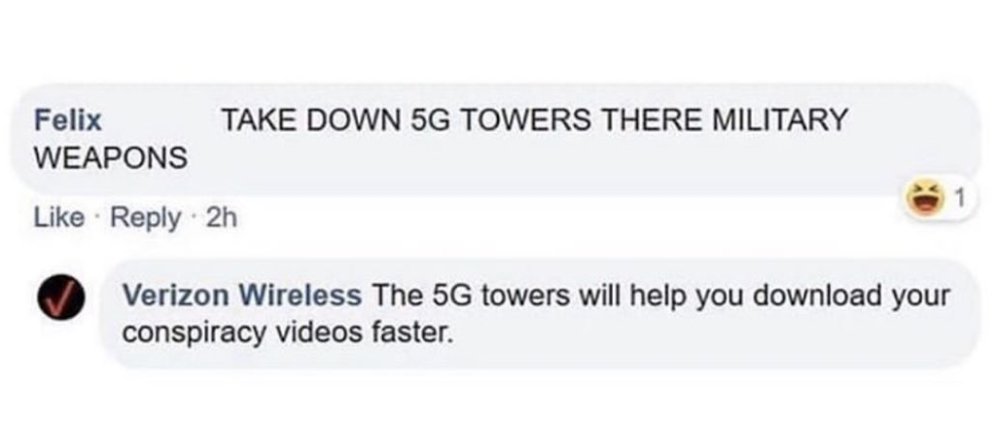 Felix TAKE DOWN 5G TOWERS THERE MILITARY
WEAPONS
1
Like · Reply · 2h
Verizon Wireless The 5G towers will help you download your
conspiracy videos faster.